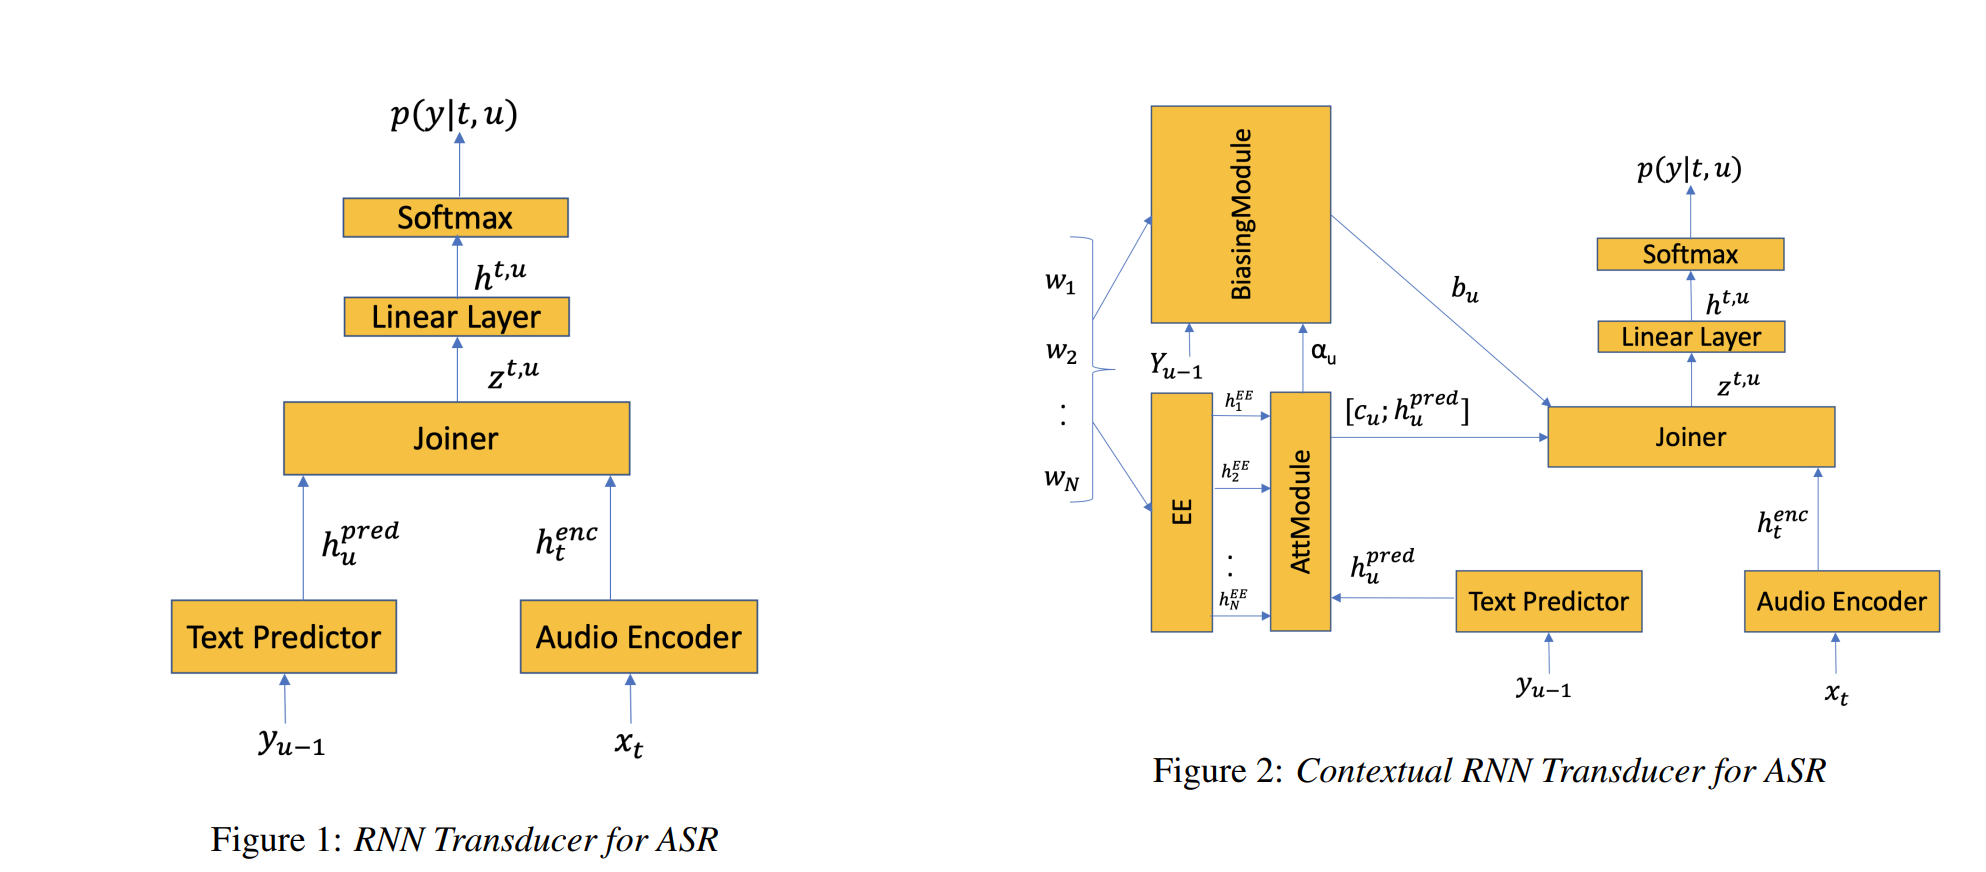 p(y|t, u)
Softmax
h^{t,u}
Linear Layer
z^{t,u}
Joiner
h_u^{pred}
h_t^{enc}
Text Predictor
Audio Encoder
y_{u−1}
x_t
Figure 1: RNN Transducer for ASR
BiasingModule
w_1
w_2
:
w_N
Y_{u−1}
α_u
b_u
EE
h_1^{EE}
h_2^{EE}
:
h_N^{EE}
AttModule
[c_u; h_u^{pred}]
h_u^{pred}
p(y|t, u)
Softmax
h^{t,u}
Linear Layer
z^{t,u}
Joiner
h_t^{enc}
Text Predictor
Audio Encoder
y_{u−1}
x_t
Figure 2: Contextual RNN Transducer for ASR